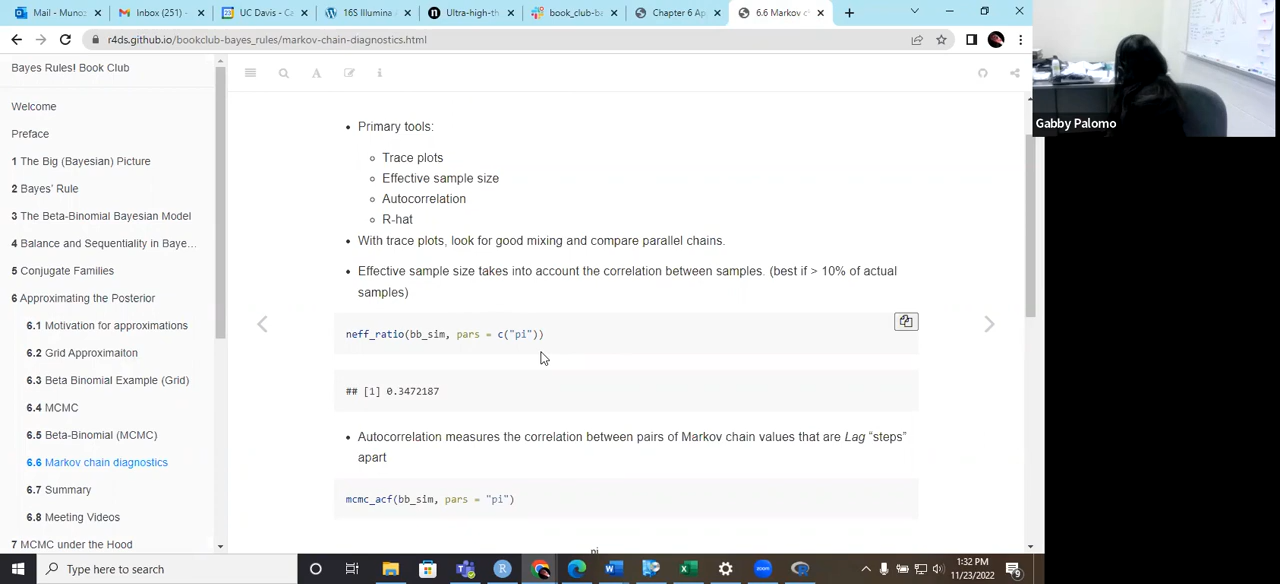 Mail - Munoz
Inbox (251) -
UC Davis - Ca
16S Illumina A
Ultra-high-th
book_club-ba
Chapter 6 Ap
6.6 Markov c
r4ds.github.io/bookclub-bayes_rules/markov-chain-diagnostics.html
Bayes Rules! Book Club
Welcome
Preface
1 The Big (Bayesian) Picture
2 Bayes' Rule
3 The Beta-Binomial Bayesian Model
4 Balance and Sequentiality in Baye...
5 Conjugate Families
6 Approximating the Posterior
6.1 Motivation for approximations
6.2 Grid Approximaiton
6.3 Beta Binomial Example (Grid)
6.4 MCMC
6.5 Beta-Binomial (MCMC)
6.6 Markov chain diagnostics
6.7 Summary
6.8 Meeting Videos
7 MCMC under the Hood
• Primary tools:
Trace plots
Effective sample size
Autocorrelation
R-hat
• With trace plots, look for good mixing and compare parallel chains.
• Effective sample size takes into account the correlation between samples. (best if > 10% of actual
samples)
neff_ratio(bb_sim, pars = c("pi"))
## [1] 0.3472187
• Autocorrelation measures the correlation between pairs of Markov chain values that are Lag “steps”
apart
mcmc_acf(bb_sim, pars = "pi")
pi
Gabby Palomo
Type here to search
1:32 PM
11/23/2022